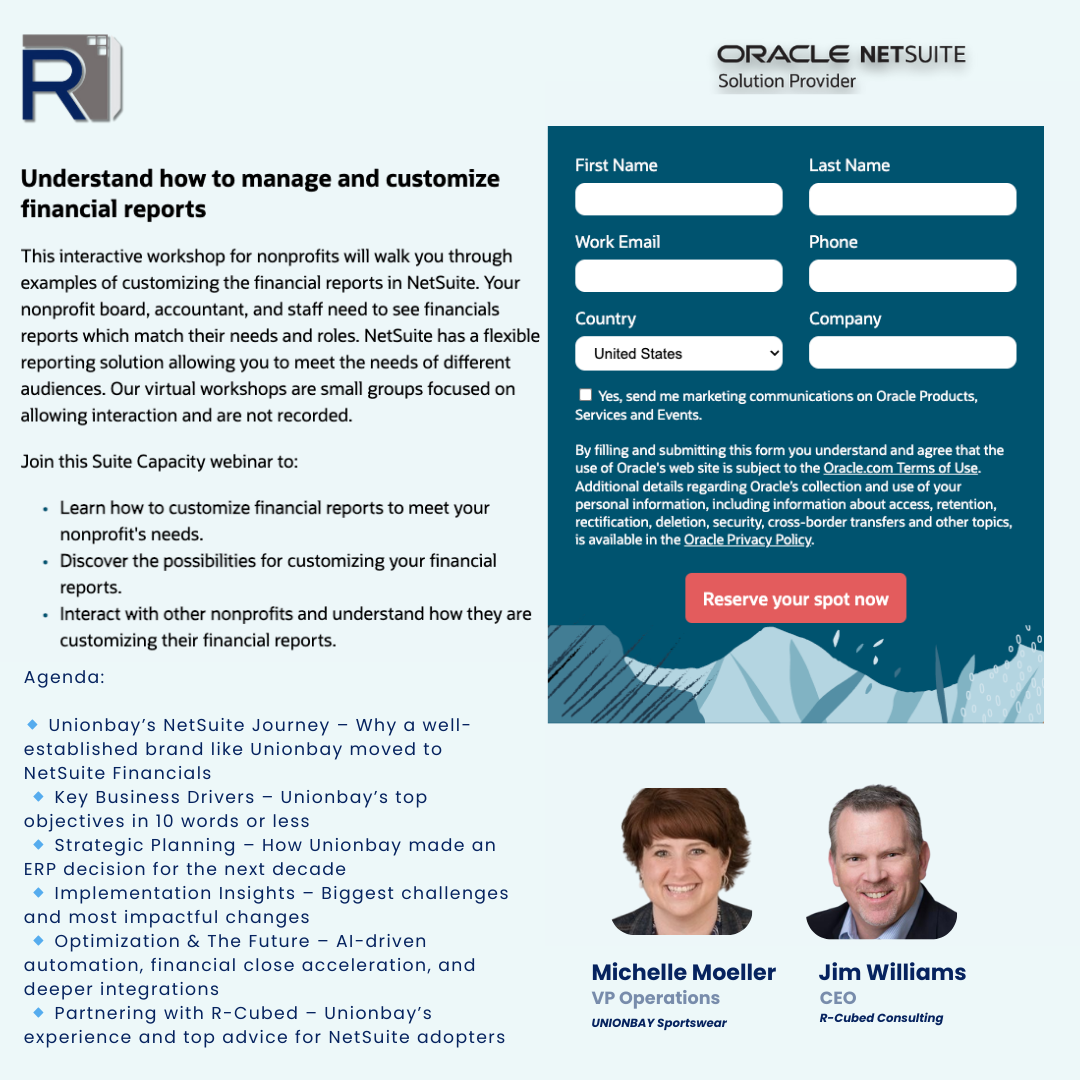 R
ORACLE NETSUITE
Solution Provider
Understand how to manage and customize
financial reports
This interactive workshop for nonprofits will walk you through
examples of customizing the financial reports in NetSuite. Your
nonprofit board, accountant, and staff need to see financials
reports which match their needs and roles. NetSuite has a flexible
reporting solution allowing you to meet the needs of different
audiences. Our virtual workshops are small groups focused on
allowing interaction and are not recorded.
Join this Suite Capacity webinar to:
• Learn how to customize financial reports to meet your
nonprofit's needs.
• Discover the possibilities for customizing your financial
reports.
• Interact with other nonprofits and understand how they are
customizing their financial reports.
Agenda:
🔹 Unionbay’s NetSuite Journey – Why a well-
established brand like Unionbay moved to
NetSuite Financials
🔹 Key Business Drivers – Unionbay’s top
objectives in 10 words or less
🔹 Strategic Planning – How Unionbay made an
ERP decision for the next decade
🔹 Implementation Insights – Biggest challenges
and most impactful changes
🔹 Optimization & The Future – AI-driven
automation, financial close acceleration, and
deeper integrations
🔹 Partnering with R-Cubed – Unionbay’s
experience and top advice for NetSuite adopters
First Name
Last Name
Work Email
Phone
Country
Company
United States
Yes, send me marketing communications on Oracle Products,
Services and Events.
By filling and submitting this form you understand and agree that the
use of Oracle's web site is subject to the Oracle.com Terms of Use.
Additional details regarding Oracle's collection and use of your
personal information, including information about access, retention,
rectification, deletion, security, cross-border transfers and other topics,
is available in the Oracle Privacy Policy.
Reserve your spot now
Michelle Moeller
VP Operations
UNIONBAY Sportswear
Jim Williams
CEO
R-Cubed Consulting